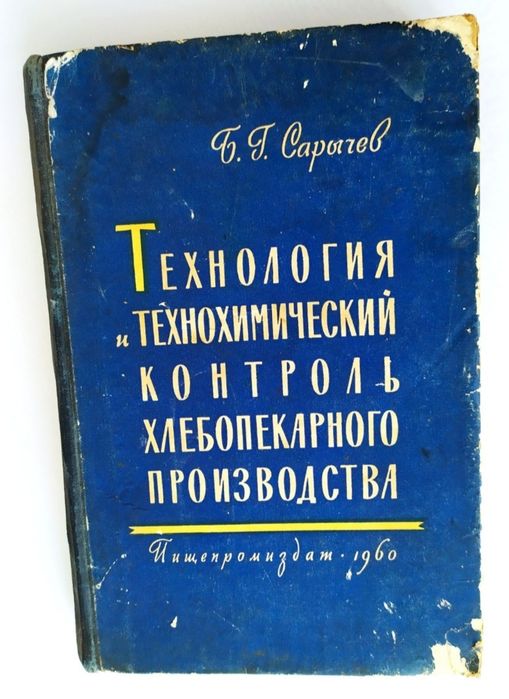 Б. Г. Сарычев
ТЕХНОЛОГИЯ
и ТЕХНОХИМИЧЕСКИЙ
КОНТРОЛЬ
ХЛЕБОПЕКАРНОГО
ПРОИЗВОДСТВА
Пищепромиздат · 1960